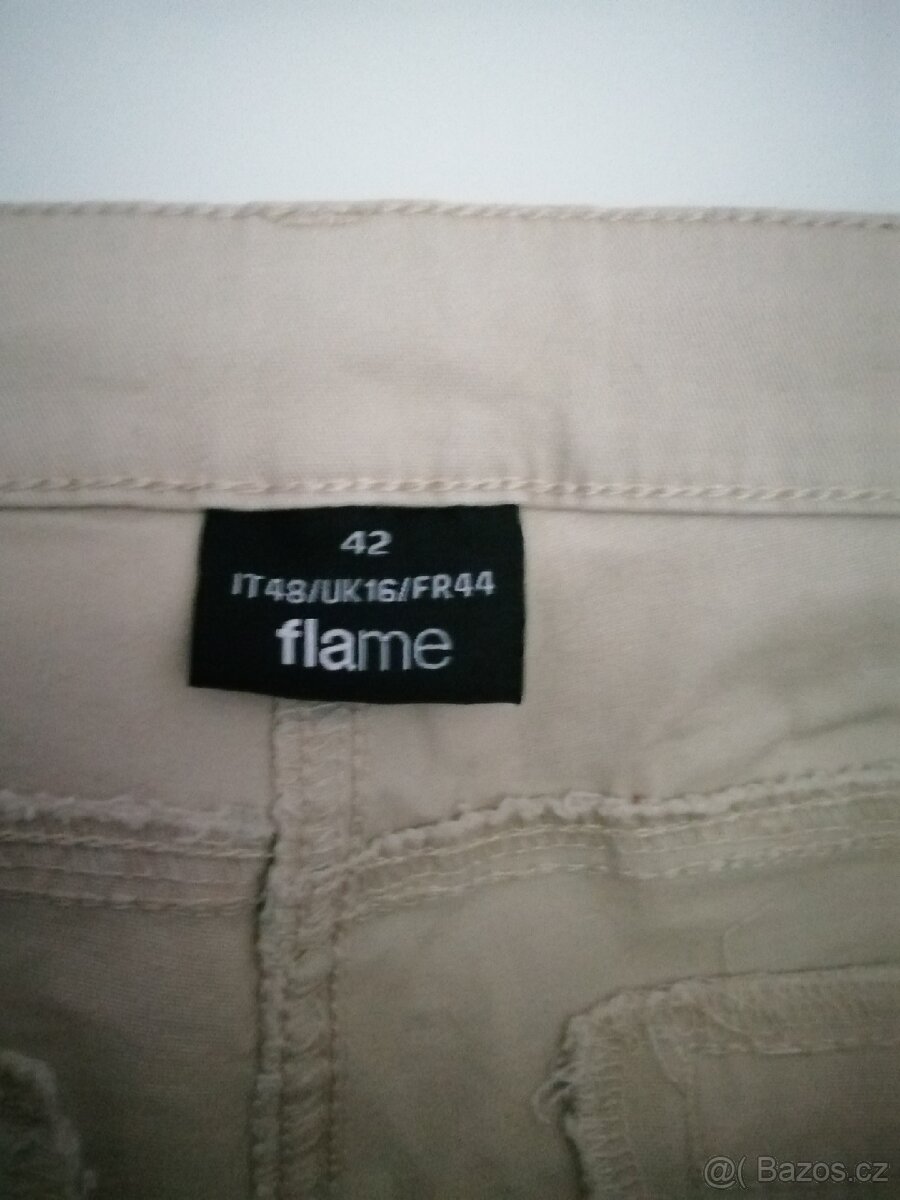 42
IT48/UK16/FR44
flame
@( Bazos.cz